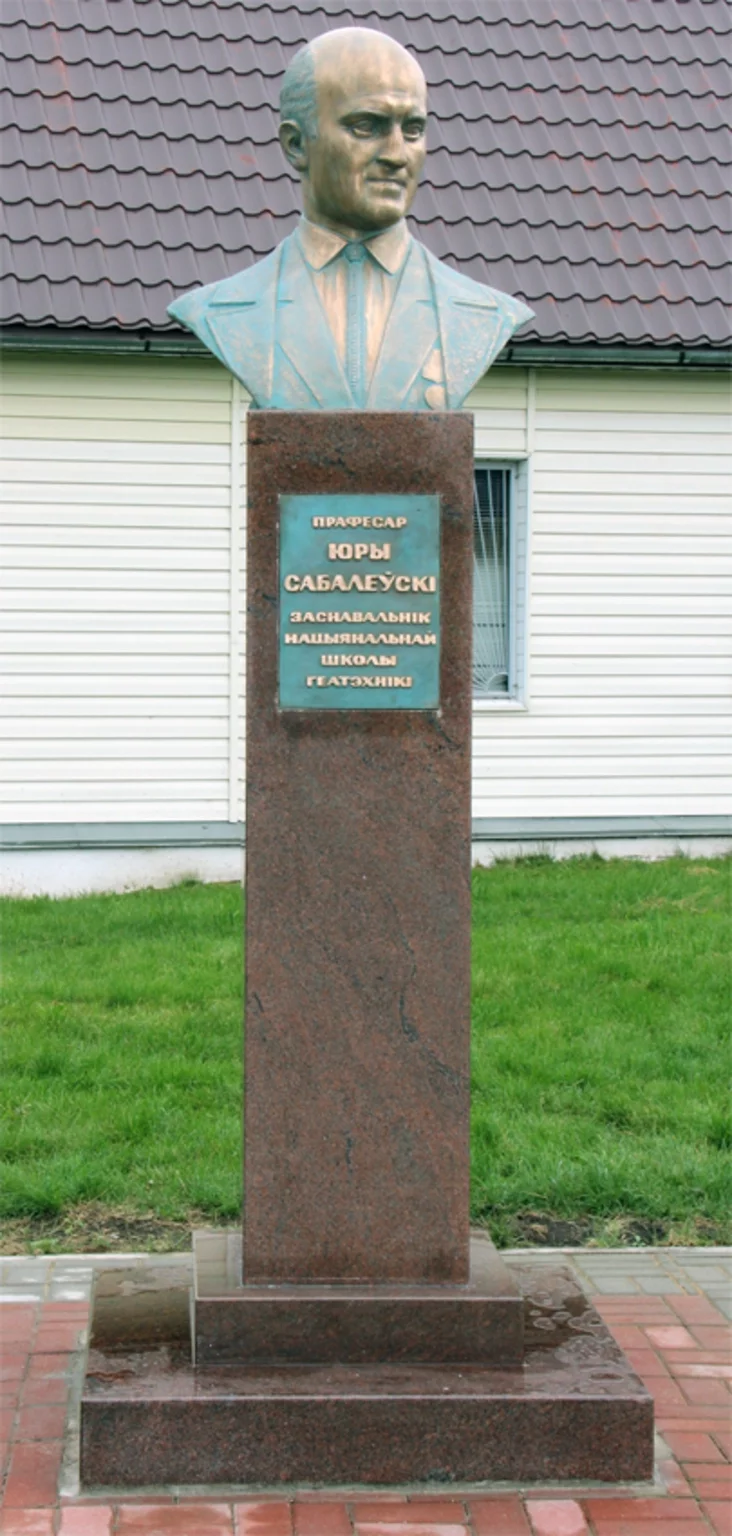 ПРАФЕСАР
ЮРЫ
САБАЛЕЎСКІ
ЗАСНАВАЛЬНІК
НАЦЫЯНАЛЬНАЙ
ШКОЛЫ
ГЕАТЭХНІКІ